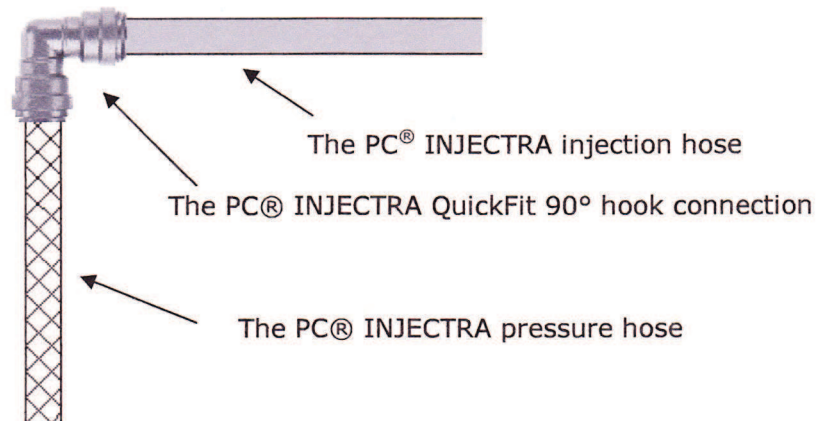 The PC® INJECTRA injection hose
The PC® INJECTRA QuickFit 90° hook connection
The PC® INJECTRA pressure hose